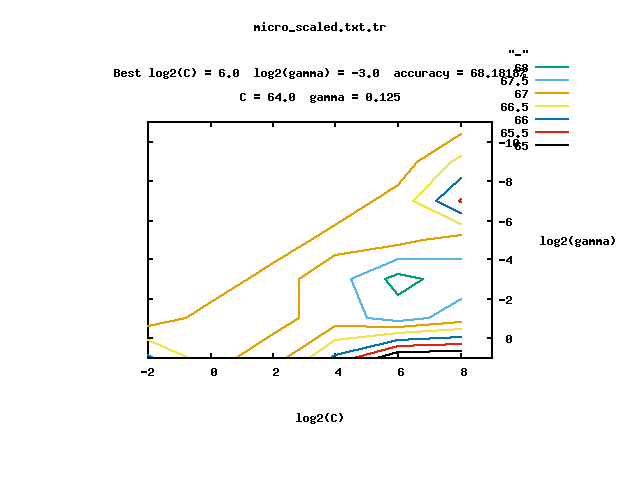 micro_scaled.txt.tr
"-"
Best log2(C) = 6.0  log2(gamma) = -3.0  accuracy = 68.1818%
C = 64.0  gamma = 0.125
68
67.5
67
66.5
66
65.5
65
-10
-8
-6
log2(gamma)
-4
-2
0
-2 0 2 4 6 8
log2(C)